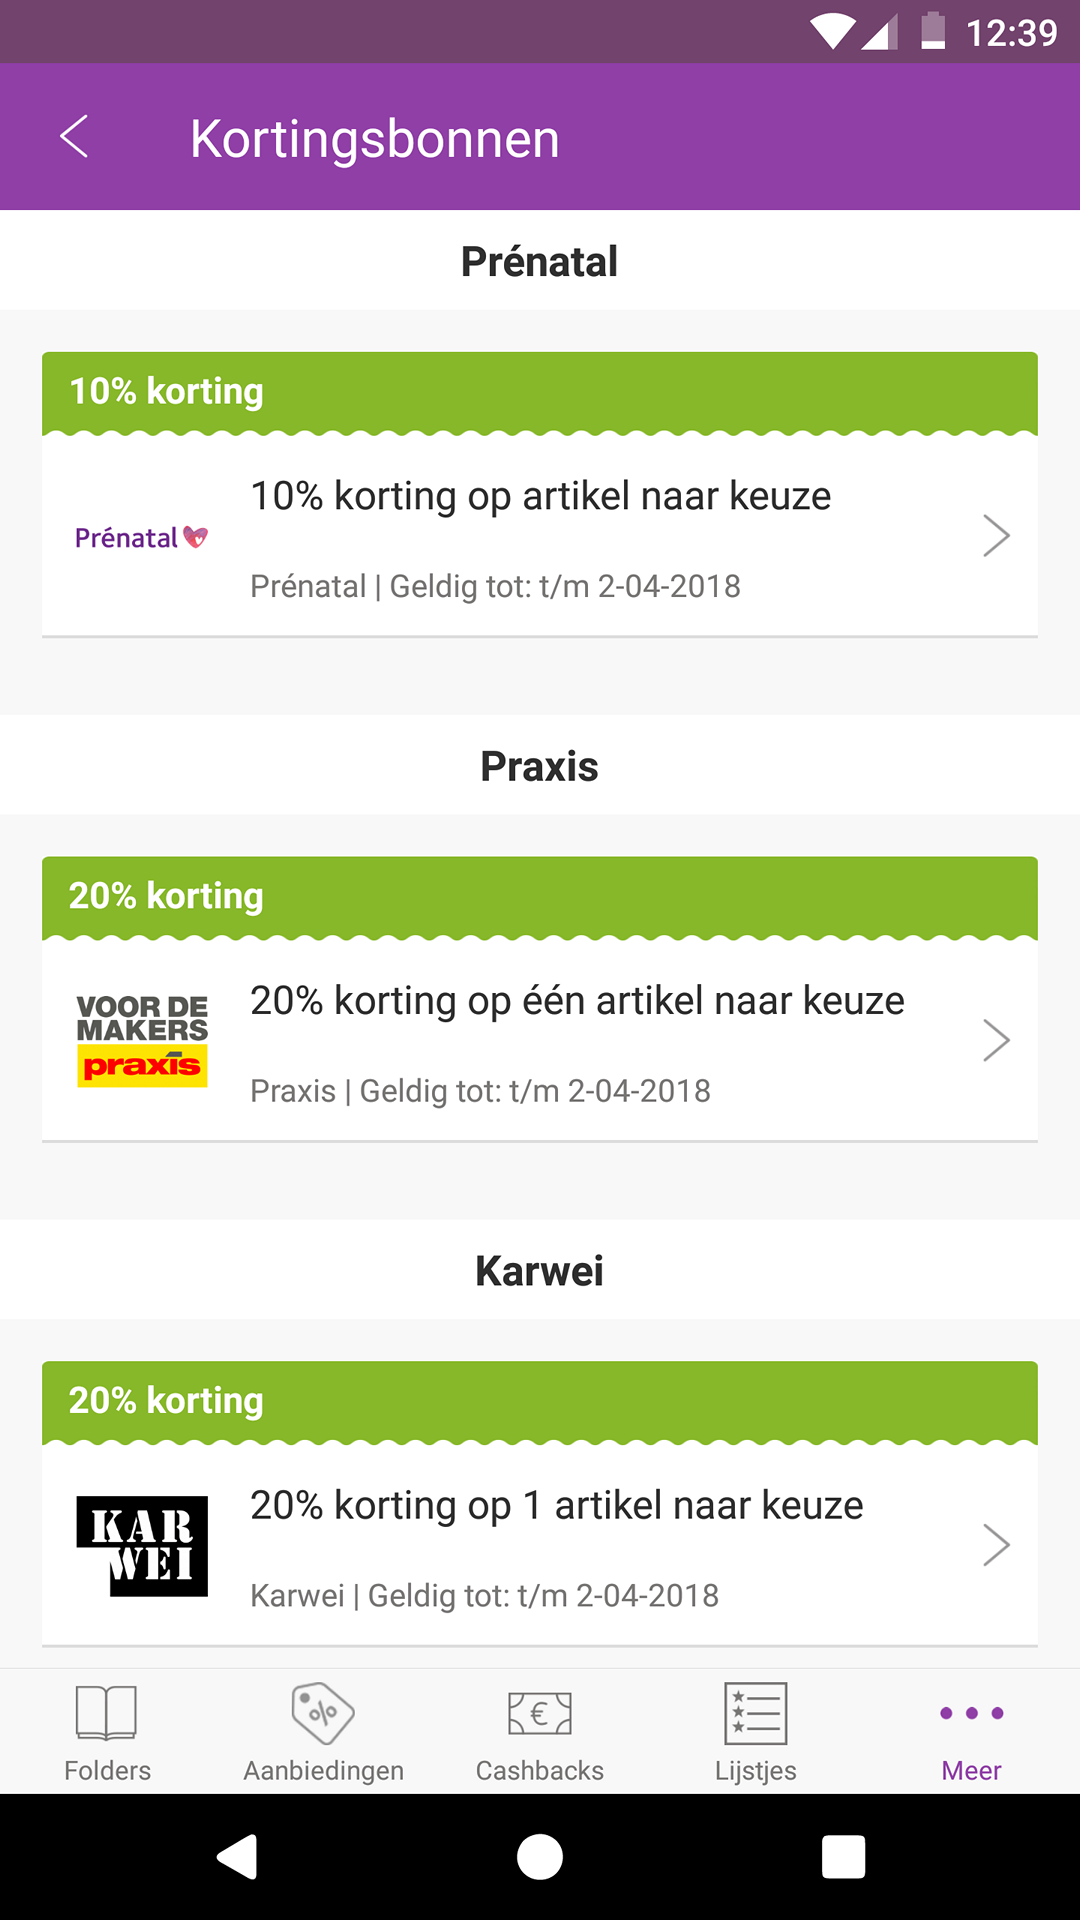 12:39
Kortingsbonnen
Prénatal
10% korting
10% korting op artikel naar keuze
Prénatal
Prénatal | Geldig tot: t/m 2-04-2018
Praxis
20% korting
20% korting op één artikel naar keuze
VOOR DE
MAKERS
praxis
Praxis | Geldig tot: t/m 2-04-2018
Karwei
20% korting
20% korting op 1 artikel naar keuze
KAR
WEI
Karwei | Geldig tot: t/m 2-04-2018
Folders
Aanbiedingen
Cashbacks
Lijstjes
Meer